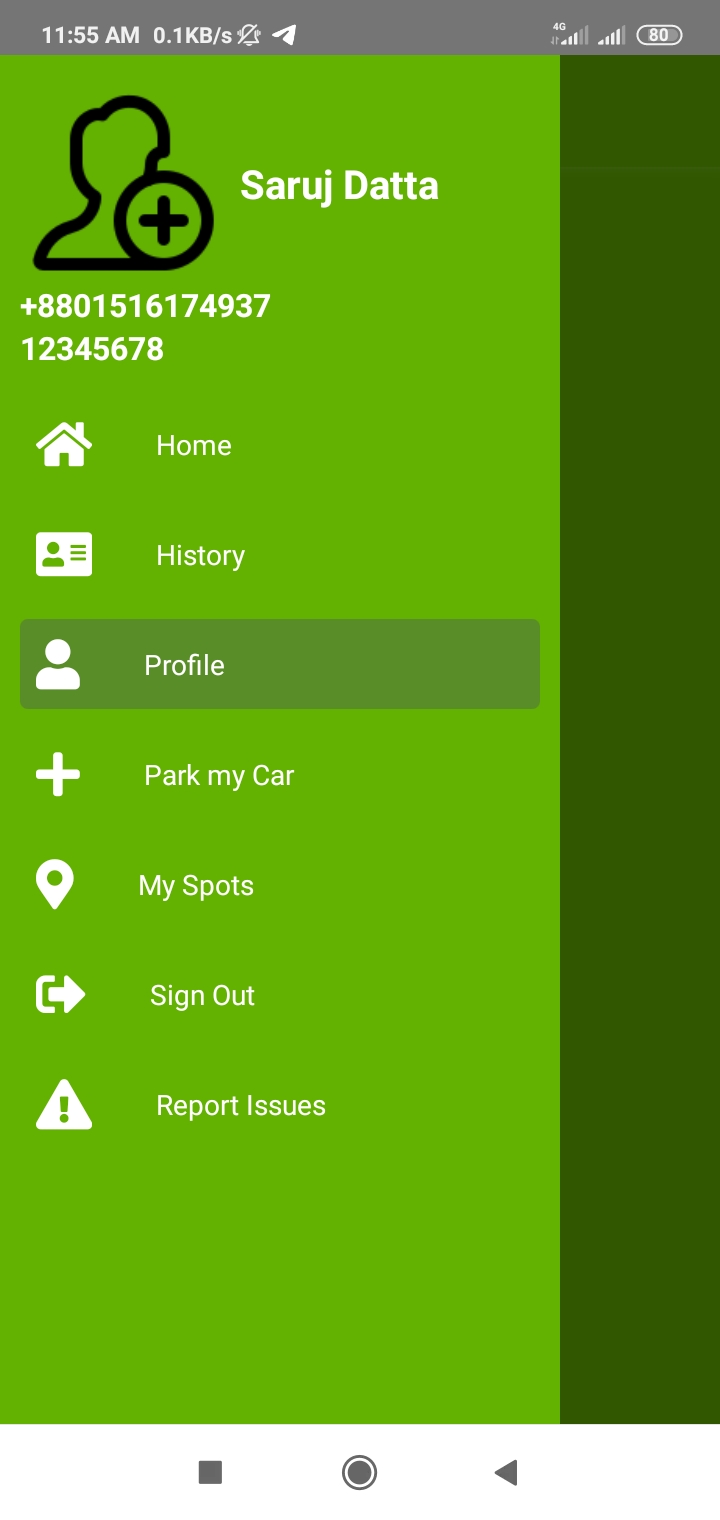 11:55 AM 0.1KB/s 4G 80
Saruj Datta
+8801516174937
12345678
Home
History
Profile
Park my Car
My Spots
Sign Out
Report Issues